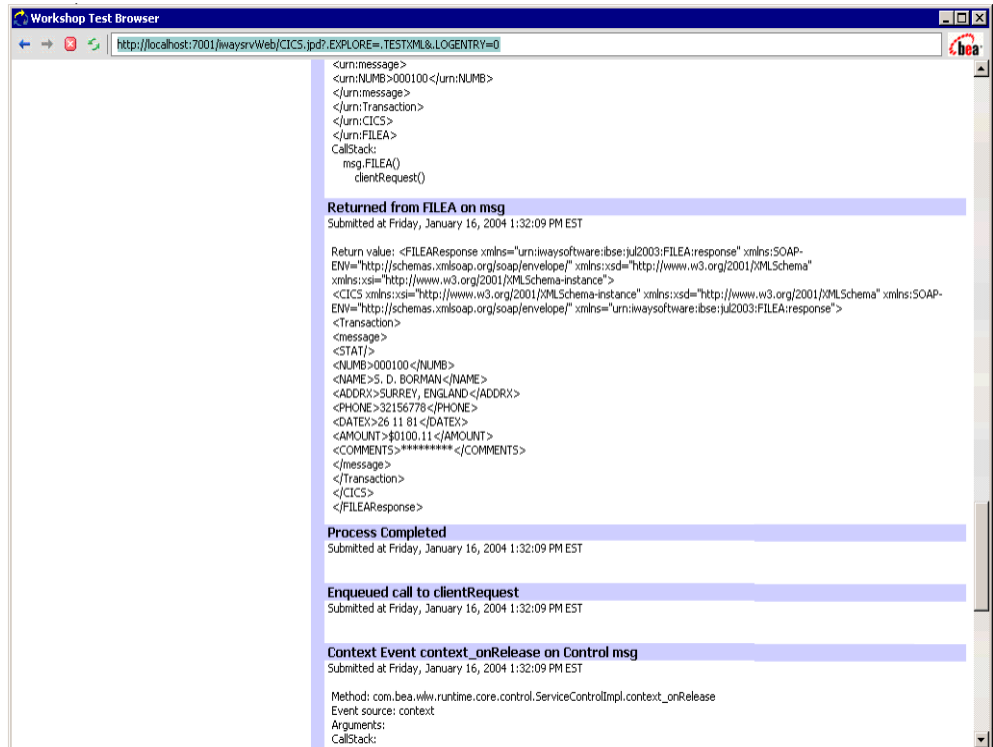 Workshop Test Browser
http://localhost:7001/iwaysrvWeb/CICS.jpd?.EXPLORE=.TESTXML&.LOGENTRY=0
bea
<urn:message>
<urn:NUMB>000100</urn:NUMB>
</urn:message>
</urn:Transaction>
</urn:CICS>
</urn:FILEA>
CallStack:
msg.FILEA()
clientRequest()
Returned from FILEA on msg
Submitted at Friday, January 16, 2004 1:32:09 PM EST
Return value: <FILEAResponse xmlns="urn:iwaysoftware:ibse:jul2003:FILEA:response" xmlns:SOAP-
ENV="http://schemas.xmlsoap.org/soap/envelope/" xmlns:xsd="http://www.w3.org/2001/XMLSchema"
xmlns:xsi="http://www.w3.org/2001/XMLSchema-instance">
<CICS xmlns:xsi="http://www.w3.org/2001/XMLSchema-instance" xmlns:xsd="http://www.w3.org/2001/XMLSchema" xmlns:SOAP-
ENV="http://schemas.xmlsoap.org/soap/envelope/" xmlns="urn:iwaysoftware:ibse:jul2003:FILEA:response">
<Transaction>
<message>
<STAT/>
<NUMB>000100</NUMB>
<NAME>S. D. BORMAN</NAME>
<ADDRX>SURREY, ENGLAND</ADDRX>
<PHONE>32156778</PHONE>
<DATEX>26 11 81</DATEX>
<AMOUNT>$0100.11</AMOUNT>
<COMMENTS>*********</COMMENTS>
</message>
</Transaction>
</CICS>
</FILEAResponse>
Process Completed
Submitted at Friday, January 16, 2004 1:32:09 PM EST
Enqueued call to clientRequest
Submitted at Friday, January 16, 2004 1:32:09 PM EST
Context Event context_onRelease on Control msg
Submitted at Friday, January 16, 2004 1:32:09 PM EST
Method: com.bea.wlw.runtime.core.control.ServiceControlImpl.context_onRelease
Event source: context
Arguments:
CallStack: